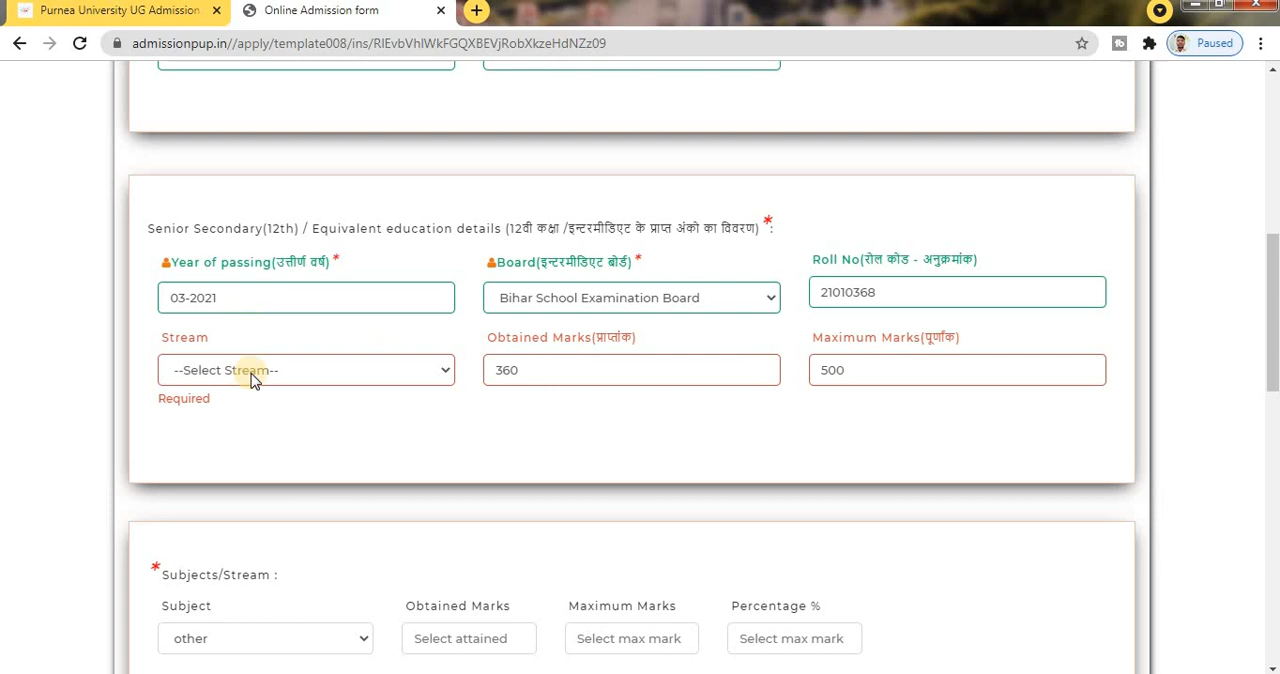 Purnea University UG Admission
Online Admission form
admissionpup.in//apply/template008/ins/RlEvbVhlWkFGQXBEVjRobXkzeHdNZz09
Paused
Senior Secondary(12th) / Equivalent education details (12वी कक्षा /इन्टरमीडिएट के प्राप्त अंको का विवरण) * :
Year of passing(उत्तीर्ण वर्ष) *
Board(इन्टरमीडिएट बोर्ड) *
Roll No(रोल कोड - अनुक्रमांक)
03-2021
Bihar School Examination Board
21010368
Stream
Obtained Marks(प्राप्तांक)
Maximum Marks(पूर्णांक)
--Select Stream--
360
500
Required
* Subjects/Stream :
Subject
Obtained Marks
Maximum Marks
Percentage %
other
Select attained
Select max mark
Select max mark